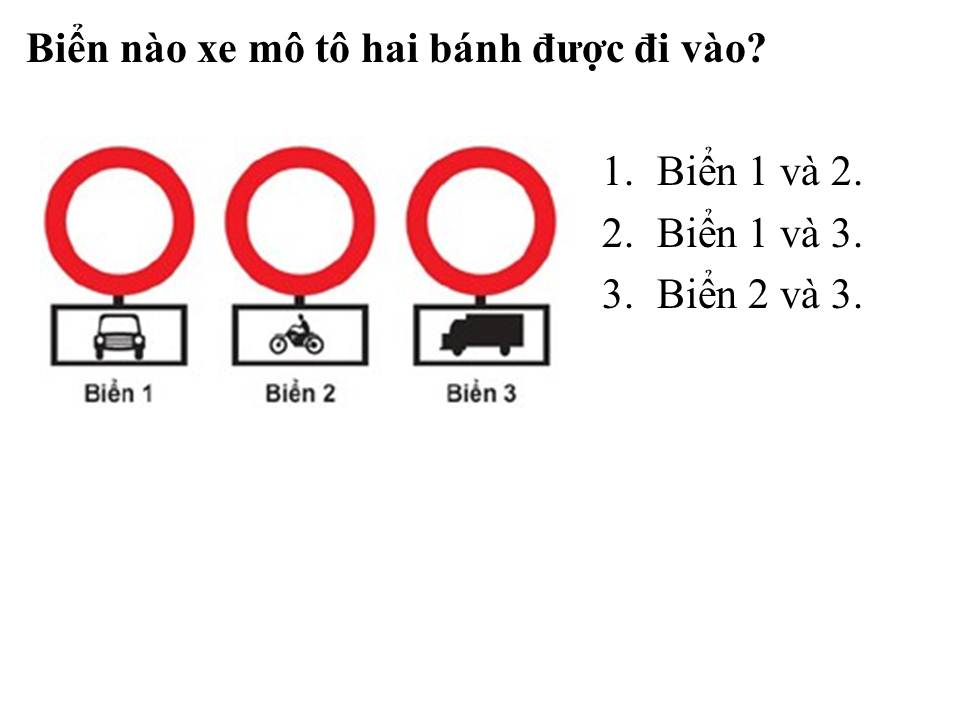 Biển nào xe mô tô hai bánh được đi vào?
1. Biển 1 và 2.
2. Biển 1 và 3.
3. Biển 2 và 3.
Biển 1
Biển 2
Biển 3